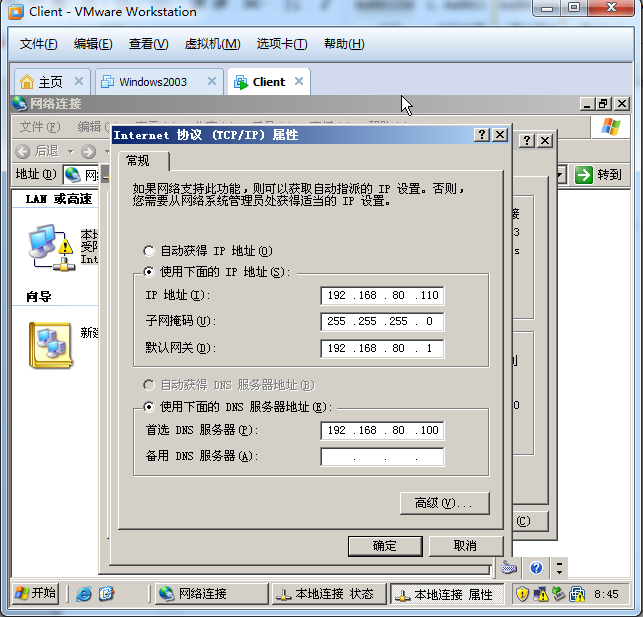 Client - VMware Workstation
文件(F) 编辑(E) 查看(V) 虚拟机(M) 选项卡(T) 帮助(H)
主页 Windows2003 Client
网络连接
文件(F) 编辑
后退
地址(D) 网 转到
Internet 协议 (TCP/IP) 属性
常规
LAN 或高速
如果网络支持此功能，则可以获取自动指派的 IP 设置。否则，
您需要从网络系统管理员处获得适当的 IP 设置。
自动获得 IP 地址(O)
使用下面的 IP 地址(S):
IP 地址(I): 192 .168 . 80 .110
子网掩码(U): 255 .255 .255 . 0
默认网关(D): 192 .168 . 80 . 1
自动获得 DNS 服务器地址(B)
使用下面的 DNS 服务器地址(E):
首选 DNS 服务器(P): 192 .168 . 80 .100
备用 DNS 服务器(A): . . .
高级(V)...
确定 取消
本地
受限
Int
向导
新建
(C)
开始 网络连接 本地连接 状态 本地连接 属性 8:45